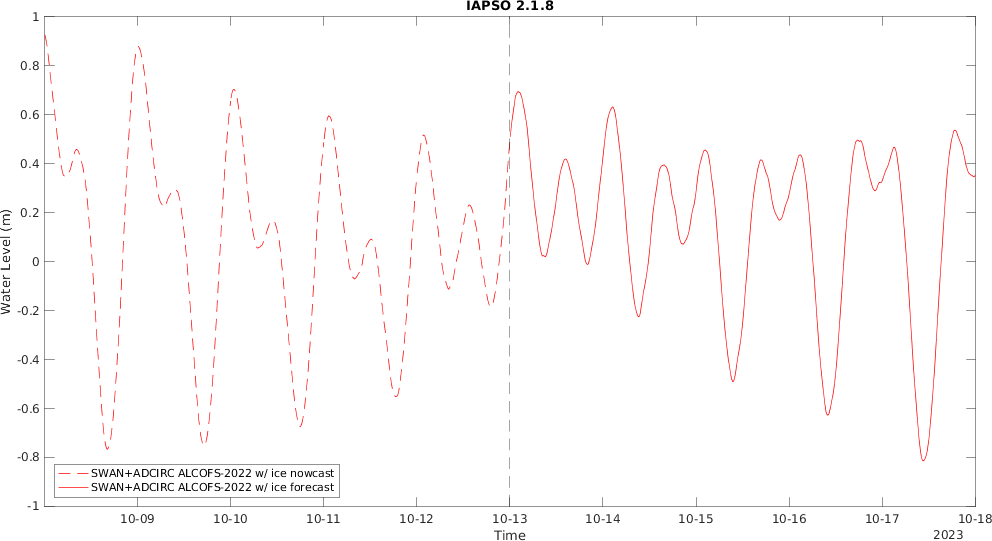 IAPSO 2.1.8
Water Level (m)
1
0.8
0.6
0.4
0.2
0
-0.2
-0.4
-0.6
-0.8
-1
SWAN+ADCIRC ALCOFS-2022 w/ ice nowcast
SWAN+ADCIRC ALCOFS-2022 w/ ice forecast
10-09 10-10 10-11 10-12 10-13 10-14 10-15 10-16 10-17 10-18
Time
2023